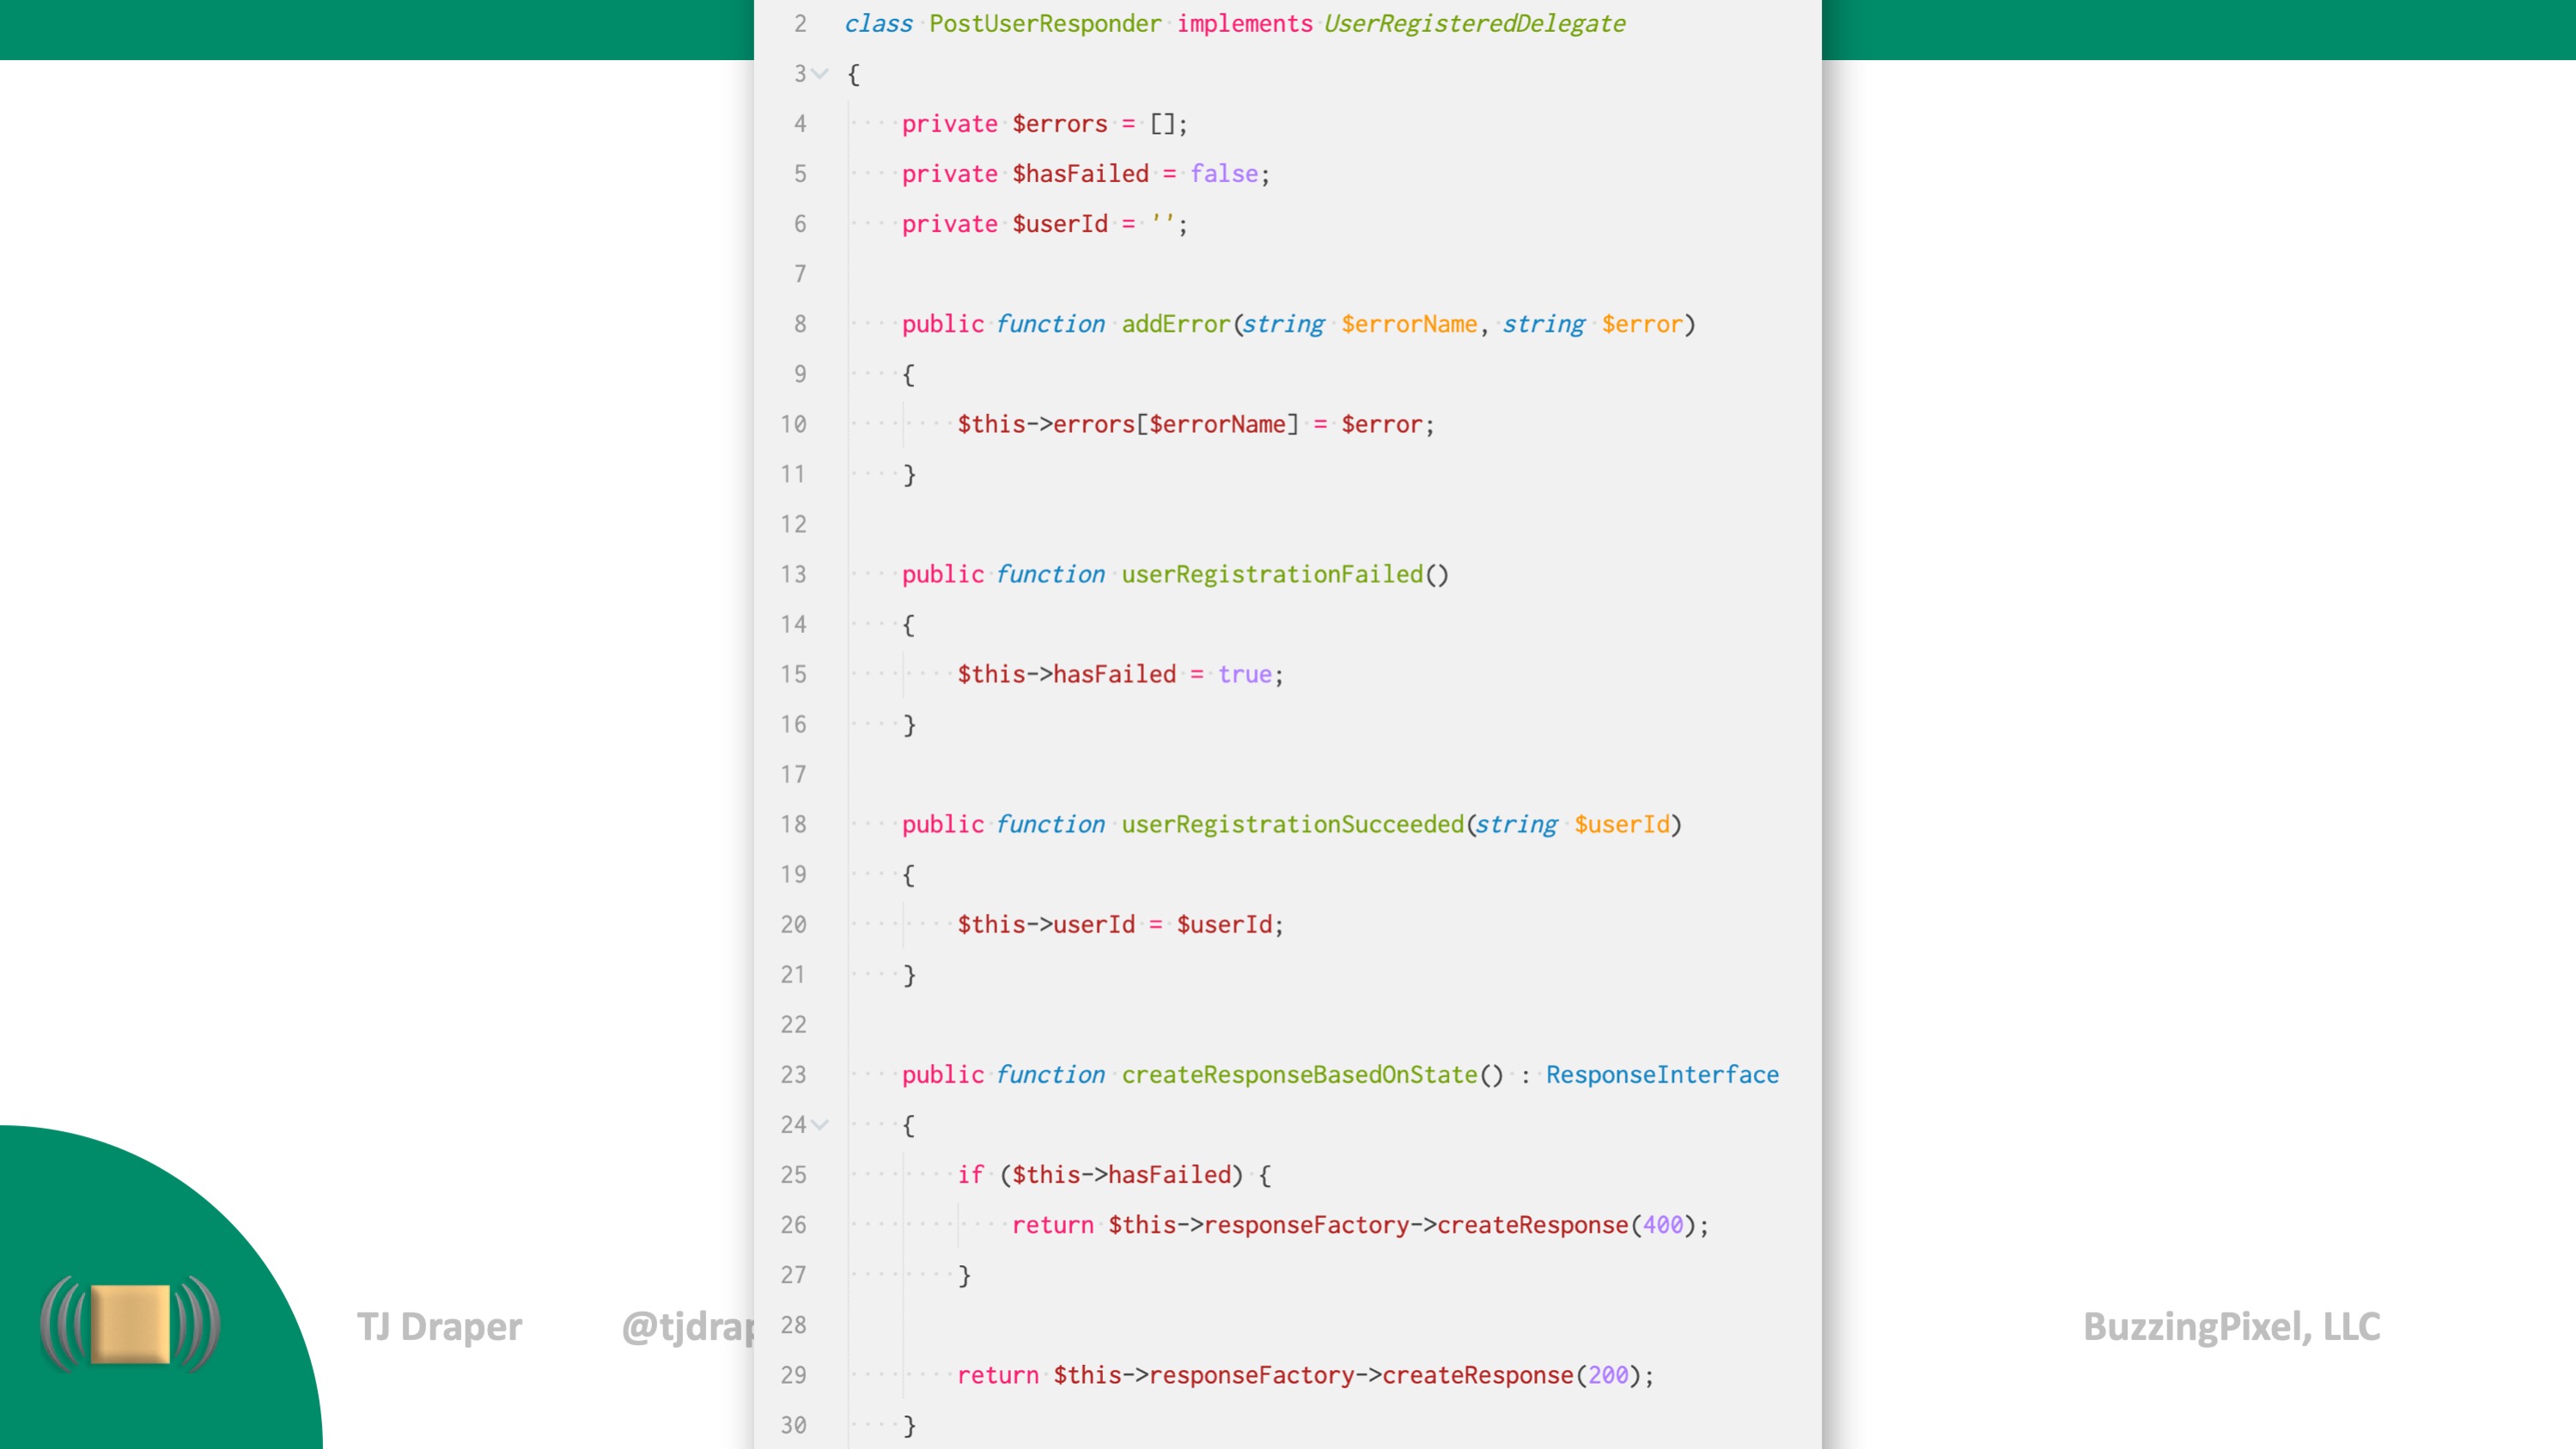 2 class PostUserResponder implements UserRegisteredDelegate
3 {
4 private $errors = [];
5 private $hasFailed = false;
6 private $userId = '';
7
8 public function addError(string $errorName, string $error)
9 {
10 $this->errors[$errorName] = $error;
11 }
12
13 public function userRegistrationFailed()
14 {
15 $this->hasFailed = true;
16 }
17
18 public function userRegistrationSucceeded(string $userId)
19 {
20 $this->userId = $userId;
21 }
22
23 public function createResponseBasedOnState() : ResponseInterface
24 {
25 if ($this->hasFailed) {
26 return $this->responseFactory->createResponse(400);
27 }
28
29 return $this->responseFactory->createResponse(200);
30 }
TJ Draper
@tjdrap
BuzzingPixel, LLC